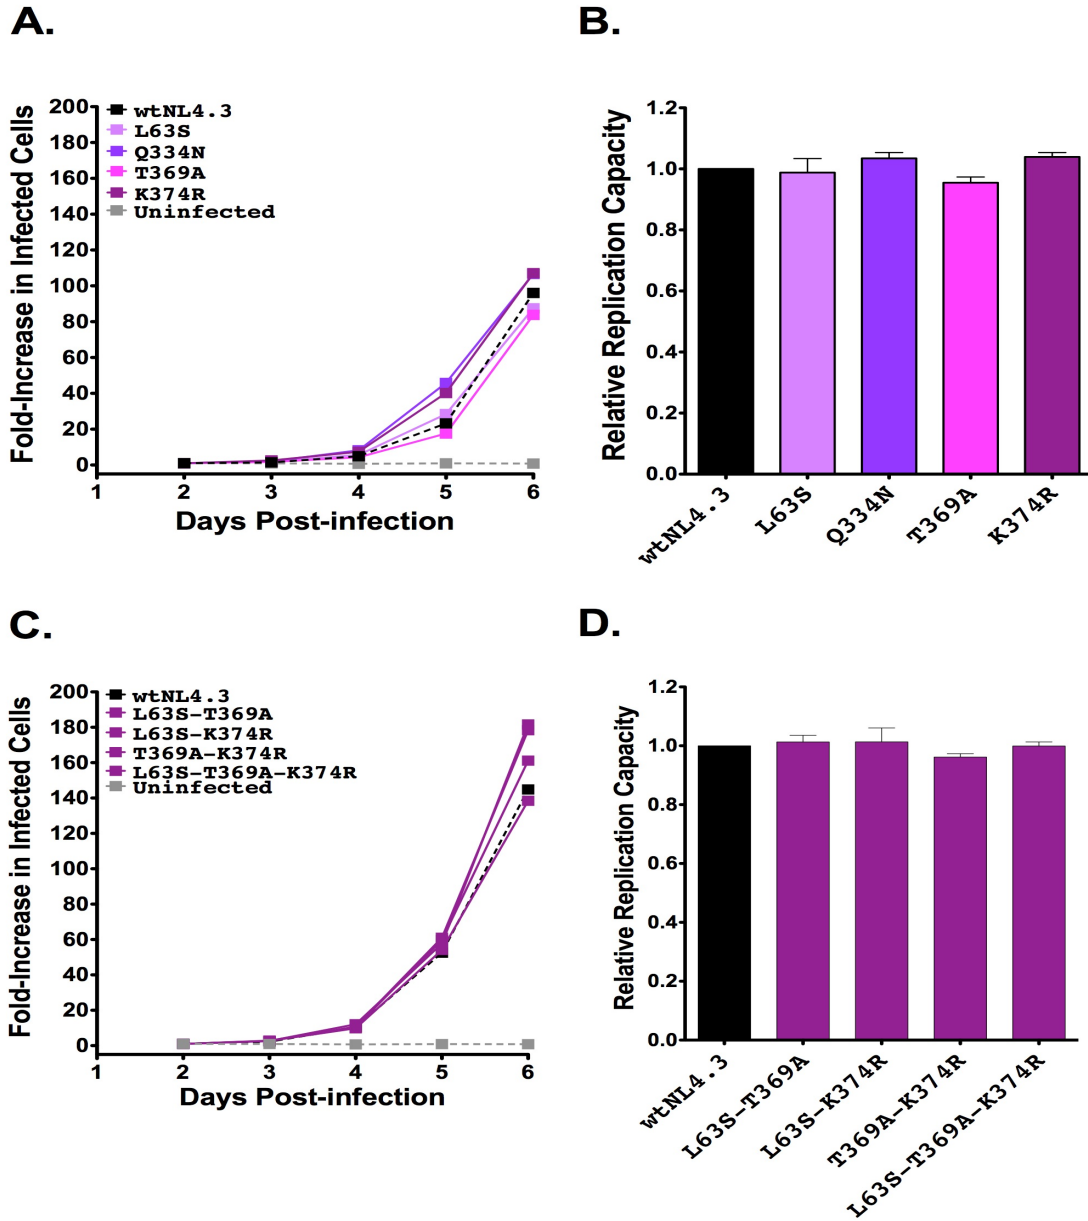 A.
Fold-Increase in Infected Cells
200
180
160
140
120
100
80
60
40
20
0
wtNL4.3
L63S
Q334N
T369A
K374R
Uninfected
1 2 3 4 5 6
Days Post-infection
B.
Relative Replication Capacity
1.2
1.0
0.8
0.6
0.4
0.2
0.0
wtNL4.3
L63S
Q334N
T369A
K374R
C.
Fold-Increase in Infected Cells
200
180
160
140
120
100
80
60
40
20
0
wtNL4.3
L63S-T369A
L63S-K374R
T369A-K374R
L63S-T369A-K374R
Uninfected
1 2 3 4 5 6
Days Post-infection
D.
Relative Replication Capacity
1.2
1.0
0.8
0.6
0.4
0.2
0.0
wtNL4.3
L63S-T369A
L63S-K374R
T369A-K374R
L63S-T369A-K374R